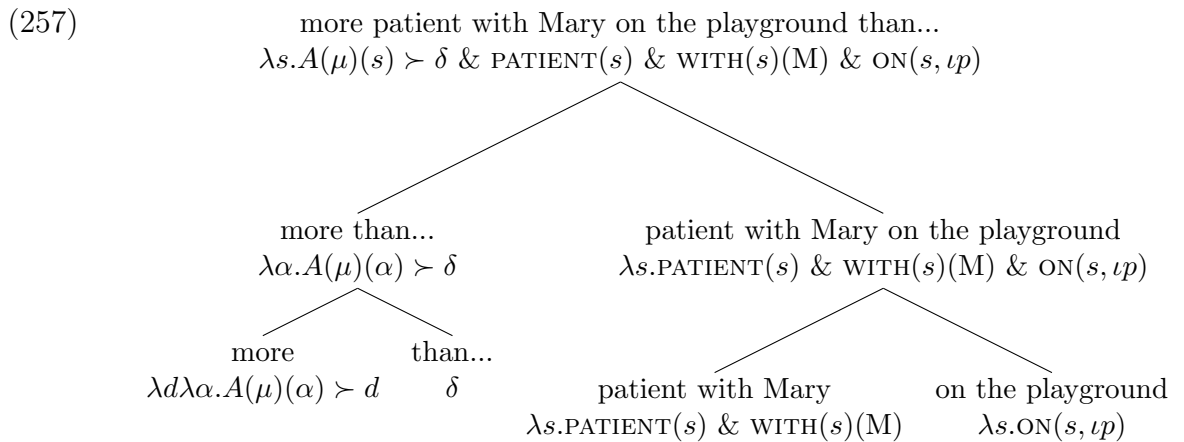 (257) more patient with Mary on the playground than...
λs.A(μ)(s) ≻ δ & PATIENT(s) & WITH(s)(M) & ON(s, ιp)
more than... patient with Mary on the playground
λα.A(μ)(α) ≻ δ λs.PATIENT(s) & WITH(s)(M) & ON(s, ιp)
more than...
λdλα.A(μ)(α) ≻ d δ
patient with Mary on the playground
λs.PATIENT(s) & WITH(s)(M) λs.ON(s, ιp)